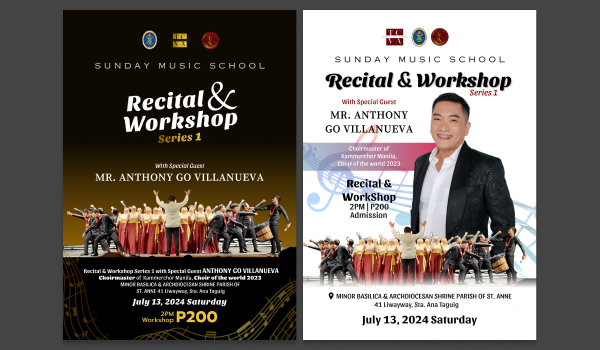 SUNDAY MUSIC SCHOOL
Recital &
Workshop
Series 1
With Special Guest
MR. ANTHONY GO VILLANUEVA
Recital & Workshop Series 1 with Special Guest ANTHONY GO VILLANUEVA
Choirmaster of Kammerchor Manila, Choir of the world 2023
MINOR BASILICA & ARCHDIOCESAN SHRINE PARISH OF
ST. ANNE 41 Liwayway, Sta. Ana Taguig
July 13, 2024 Saturday
2PM
Workshop P200
SUNDAY MUSIC SCHOOL
Recital & Workshop
Series 1
With Special Guest
MR. ANTHONY
GO VILLANUEVA
Choirmaster of
Kammerchor Manila,
Choir of the world 2023
Recital &
WorkShop
2PM | P200
Admission
MINOR BASILICA & ARCHDIOCESAN SHRINE PARISH OF ST. ANNE
41 Liwayway, Sta. Ana Taguig
July 13, 2024 Saturday